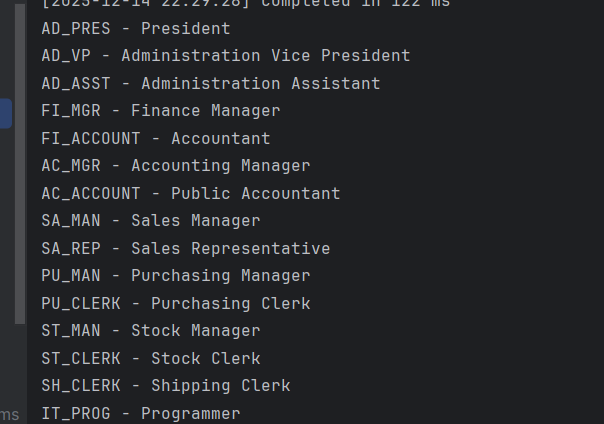 [2025-12-14 22:29:28] completed in 122 ms
AD_PRES - President
AD_VP - Administration Vice President
AD_ASST - Administration Assistant
FI_MGR - Finance Manager
FI_ACCOUNT - Accountant
AC_MGR - Accounting Manager
AC_ACCOUNT - Public Accountant
SA_MAN - Sales Manager
SA_REP - Sales Representative
PU_MAN - Purchasing Manager
PU_CLERK - Purchasing Clerk
ST_MAN - Stock Manager
ST_CLERK - Stock Clerk
SH_CLERK - Shipping Clerk
ms
IT_PROG - Programmer